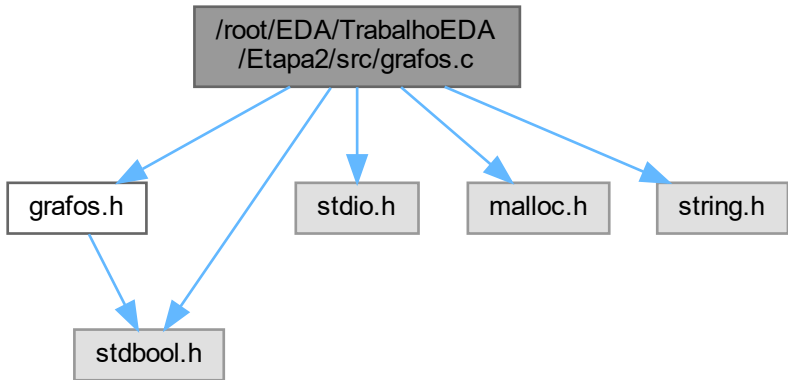 /root/EDA/TrabalhoEDA
/Etapa2/src/grafos.c
grafos.h
stdio.h
malloc.h
string.h
stdbool.h